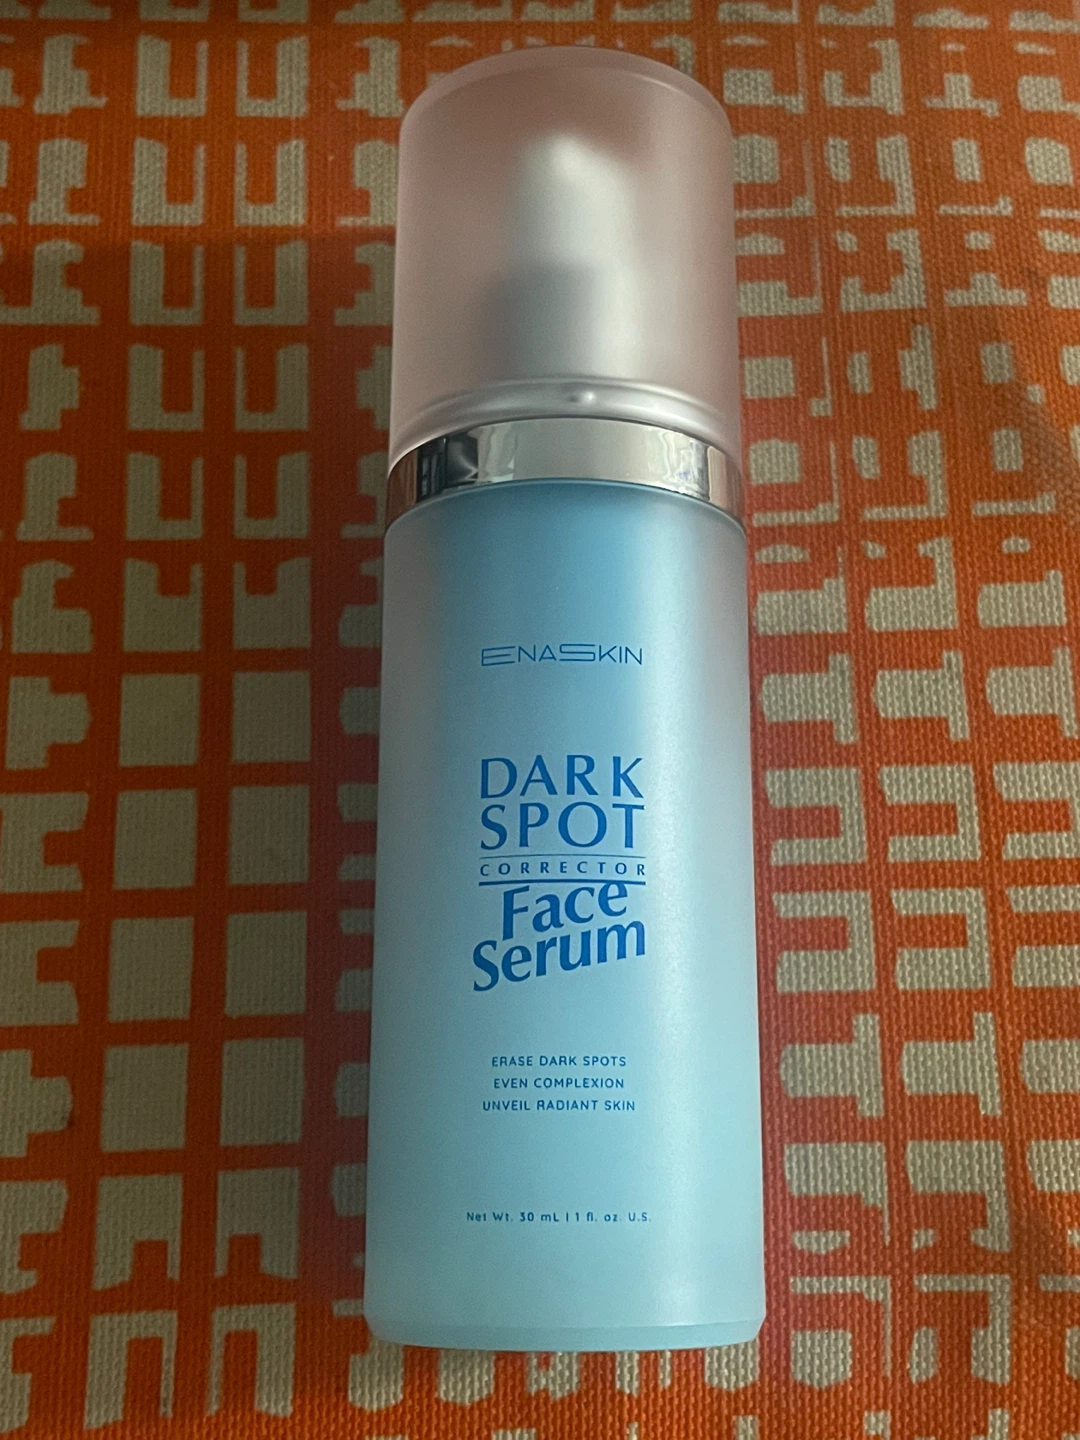 ENASKIN
DARK
SPOT
CORRECTOR
Face
Serum
ERASE DARK SPOTS
EVEN COMPLEXION
UNVEIL RADIANT SKIN
Net Wt. 30 mL | 1 fl. oz. U.S.